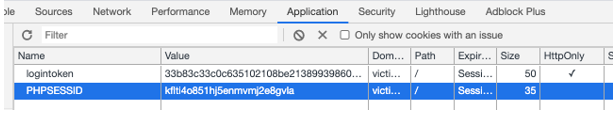 ole Sources Network Performance Memory Application Security Lighthouse Adblock Plus
Filter Only show cookies with an issue
Name Value Dom... Path Expir... Size HttpOnly S
logintoken 33b83c33c0c635102108be21389939860... victi... / Sessi... 50 ✓
PHPSESSID kflti4o851hj5enmvmj2e8gvla victi... / Sessi... 35